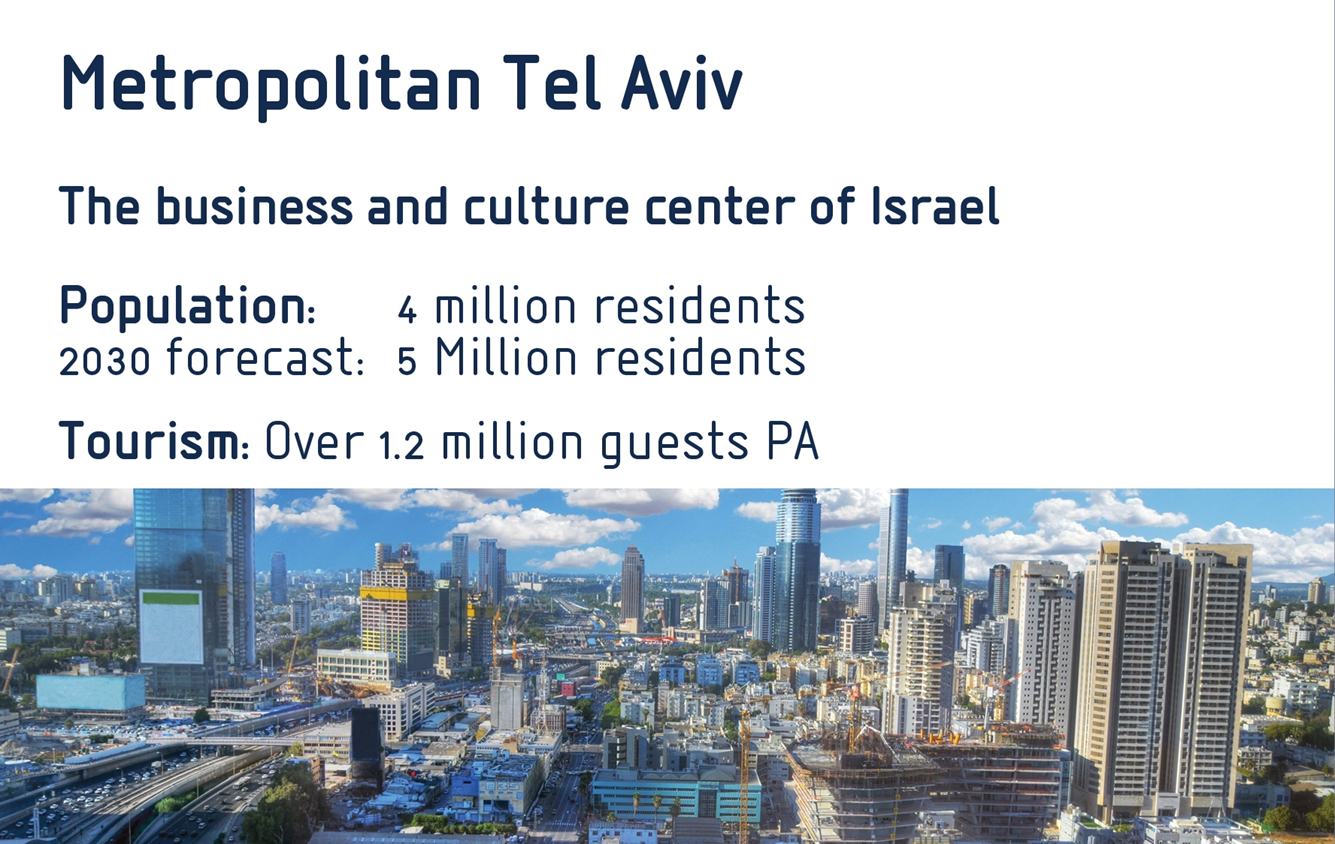 Metropolitan Tel Aviv
The business and culture center of Israel
Population: 4 million residents
2030 forecast: 5 Million residents
Tourism: Over 1.2 million guests PA